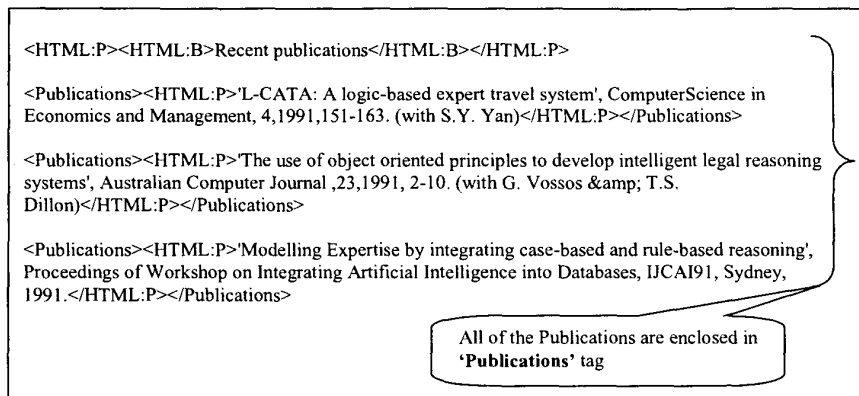 <HTML:P><HTML:B>Recent publications</HTML:B></HTML:P>
<Publications><HTML:P>'L-CATA: A logic-based expert travel system', ComputerScience in
Economics and Management, 4,1991,151-163. (with S.Y. Yan)</HTML:P></Publications>
<Publications><HTML:P>'The use of object oriented principles to develop intelligent legal reasoning
systems', Australian Computer Journal ,23,1991, 2-10. (with G. Vossos &amp; T.S.
Dillon)</HTML:P></Publications>
<Publications><HTML:P>'Modelling Expertise by integrating case-based and rule-based reasoning',
Proceedings of Workshop on Integrating Artificial Intelligence into Databases, IJCAI91, Sydney,
1991.</HTML:P></Publications>
All of the Publications are enclosed in
'Publications' tag